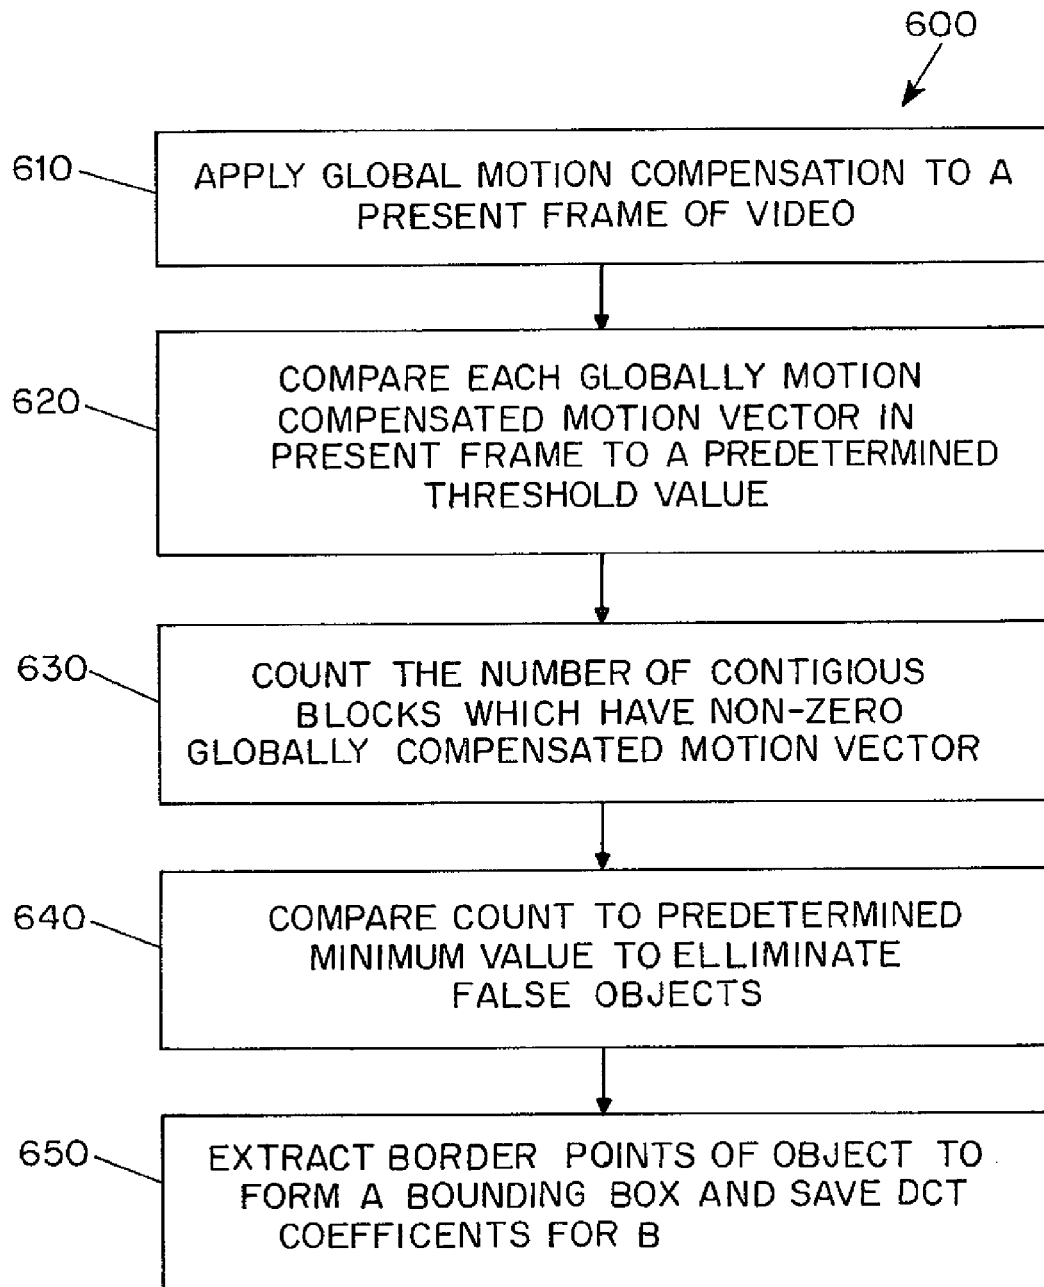 600
610
APPLY GLOBAL MOTION COMPENSATION TO A
PRESENT FRAME OF VIDEO
620
COMPARE EACH GLOBALLY MOTION
COMPENSATED MOTION VECTOR IN
PRESENT FRAME TO A PREDETERMINED
THRESHOLD VALUE
630
COUNT THE NUMBER OF CONTIGIOUS
BLOCKS WHICH HAVE NON-ZERO
GLOBALLY COMPENSATED MOTION VECTOR
640
COMPARE COUNT TO PREDETERMINED
MINIMUM VALUE TO ELLIMINATE
FALSE OBJECTS
650
EXTRACT BORDER POINTS OF OBJECT TO
FORM A BOUNDING BOX AND SAVE DCT
COEFFICENTS FOR B